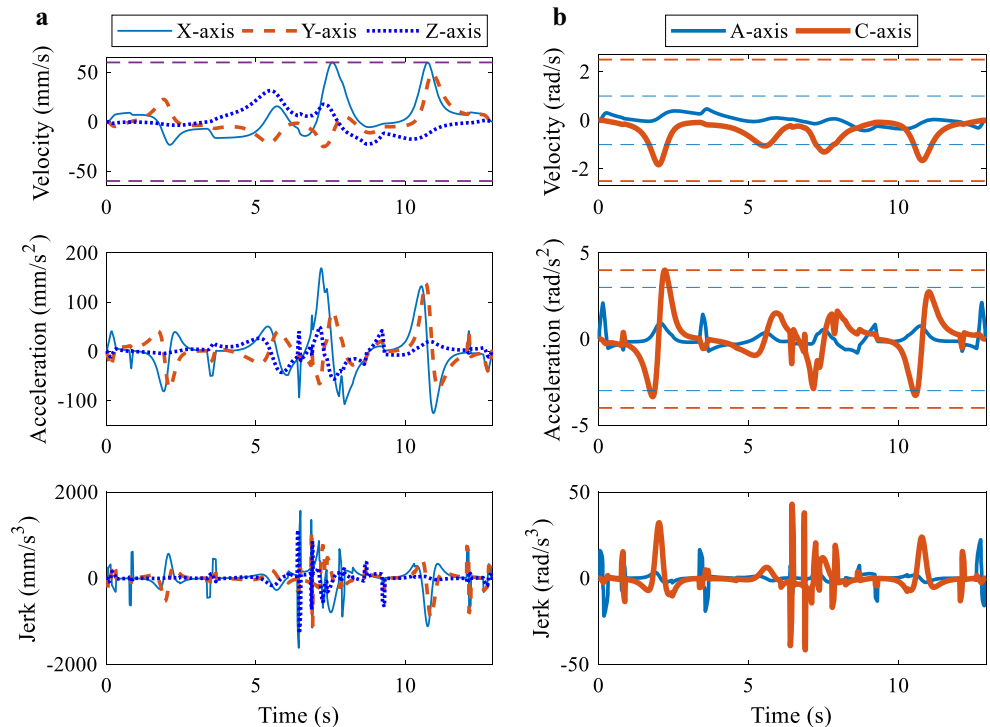 a
X-axis Y-axis Z-axis
Velocity (mm/s)
50
0
-50
0 5 10
Acceleration (mm/s²)
200
100
0
-100
0 5 10
Jerk (mm/s³)
2000
0
-2000
0 5 10
Time (s)
b
A-axis C-axis
Velocity (rad/s)
2
0
-2
0 5 10
Acceleration (rad/s²)
5
0
-5
0 5 10
Jerk (rad/s³)
50
0
-50
0 5 10
Time (s)